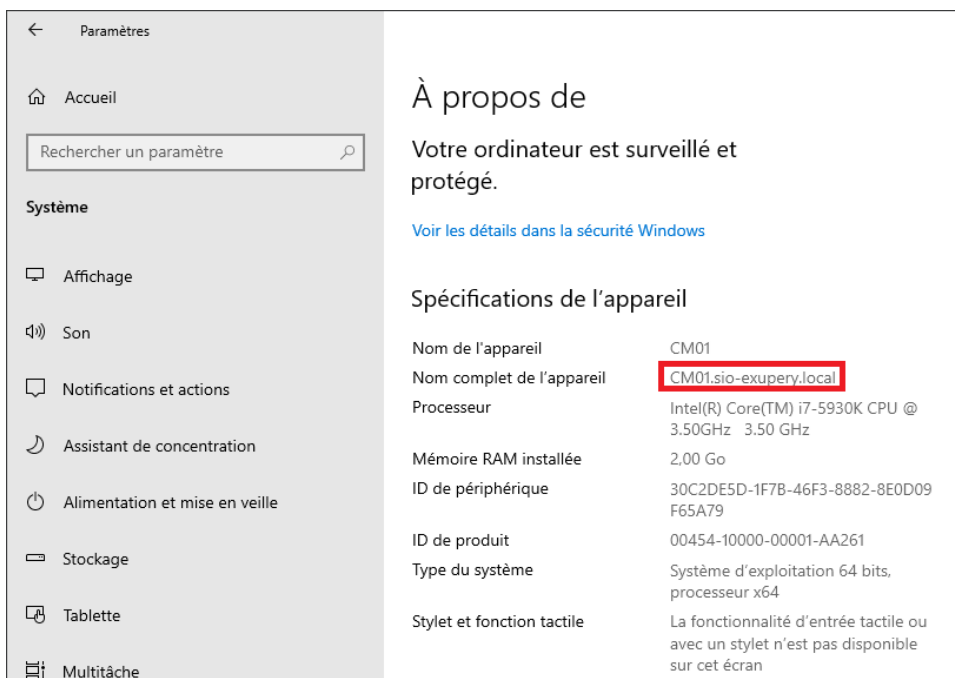 Paramètres
Accueil
Rechercher un paramètre
Système
Affichage
Son
Notifications et actions
Assistant de concentration
Alimentation et mise en veille
Stockage
Tablette
Multitâche
À propos de
Votre ordinateur est surveillé et
protégé.
Voir les détails dans la sécurité Windows
Spécifications de l'appareil
Nom de l'appareil CM01
Nom complet de l'appareil CM01.sio-exupery.local
Processeur Intel(R) Core(TM) i7-5930K CPU @
3.50GHz 3.50 GHz
Mémoire RAM installée 2,00 Go
ID de périphérique 30C2DE5D-1F7B-46F3-8882-8E0D09
F65A79
ID de produit 00454-10000-00001-AA261
Type du système Système d'exploitation 64 bits,
processeur x64
Stylet et fonction tactile La fonctionnalité d'entrée tactile ou
avec un stylet n'est pas disponible
sur cet écran